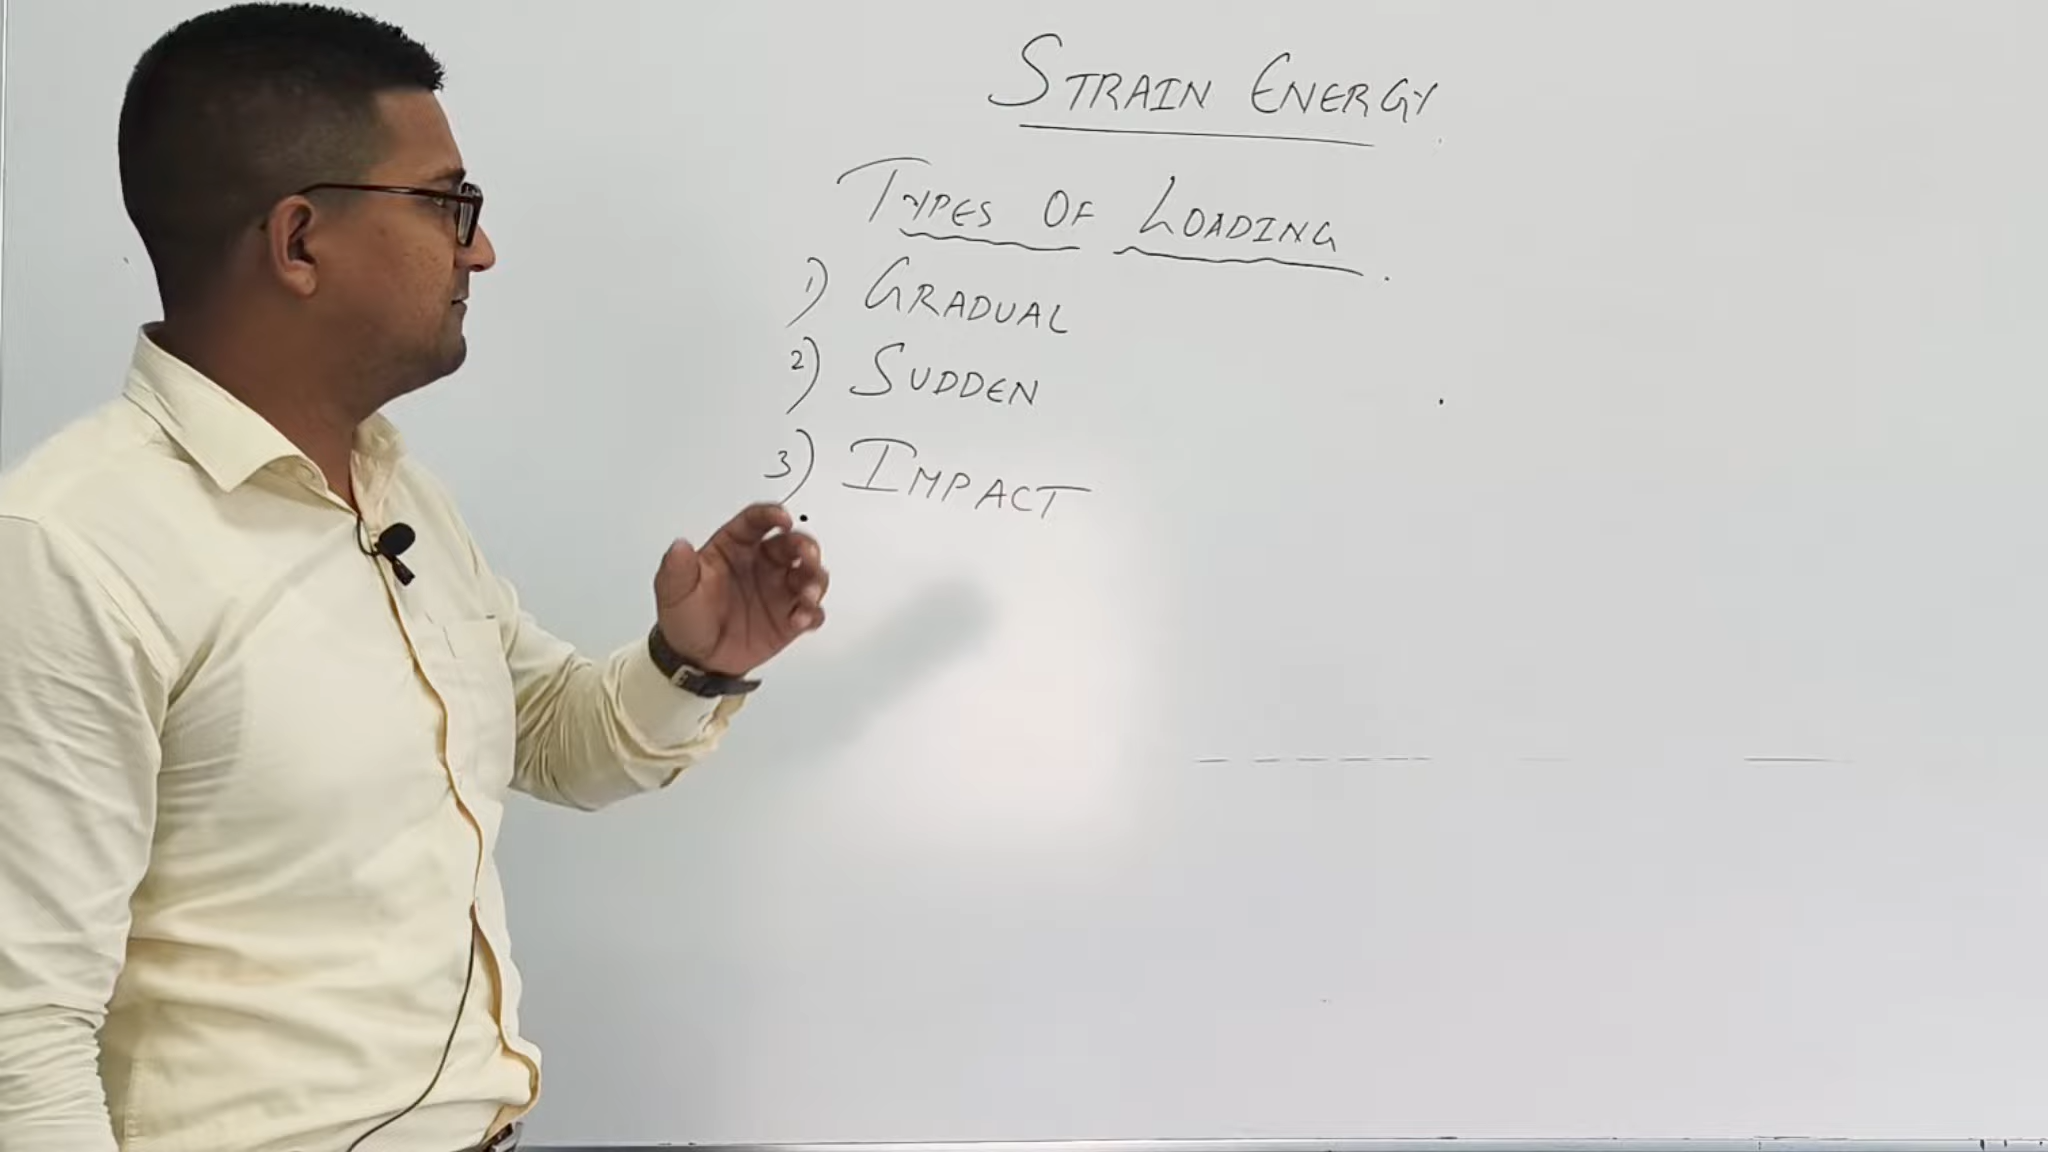 STRAIN ENERGY
TYPES OF LOADING
1) GRADUAL
2) SUDDEN
3) IMPACT